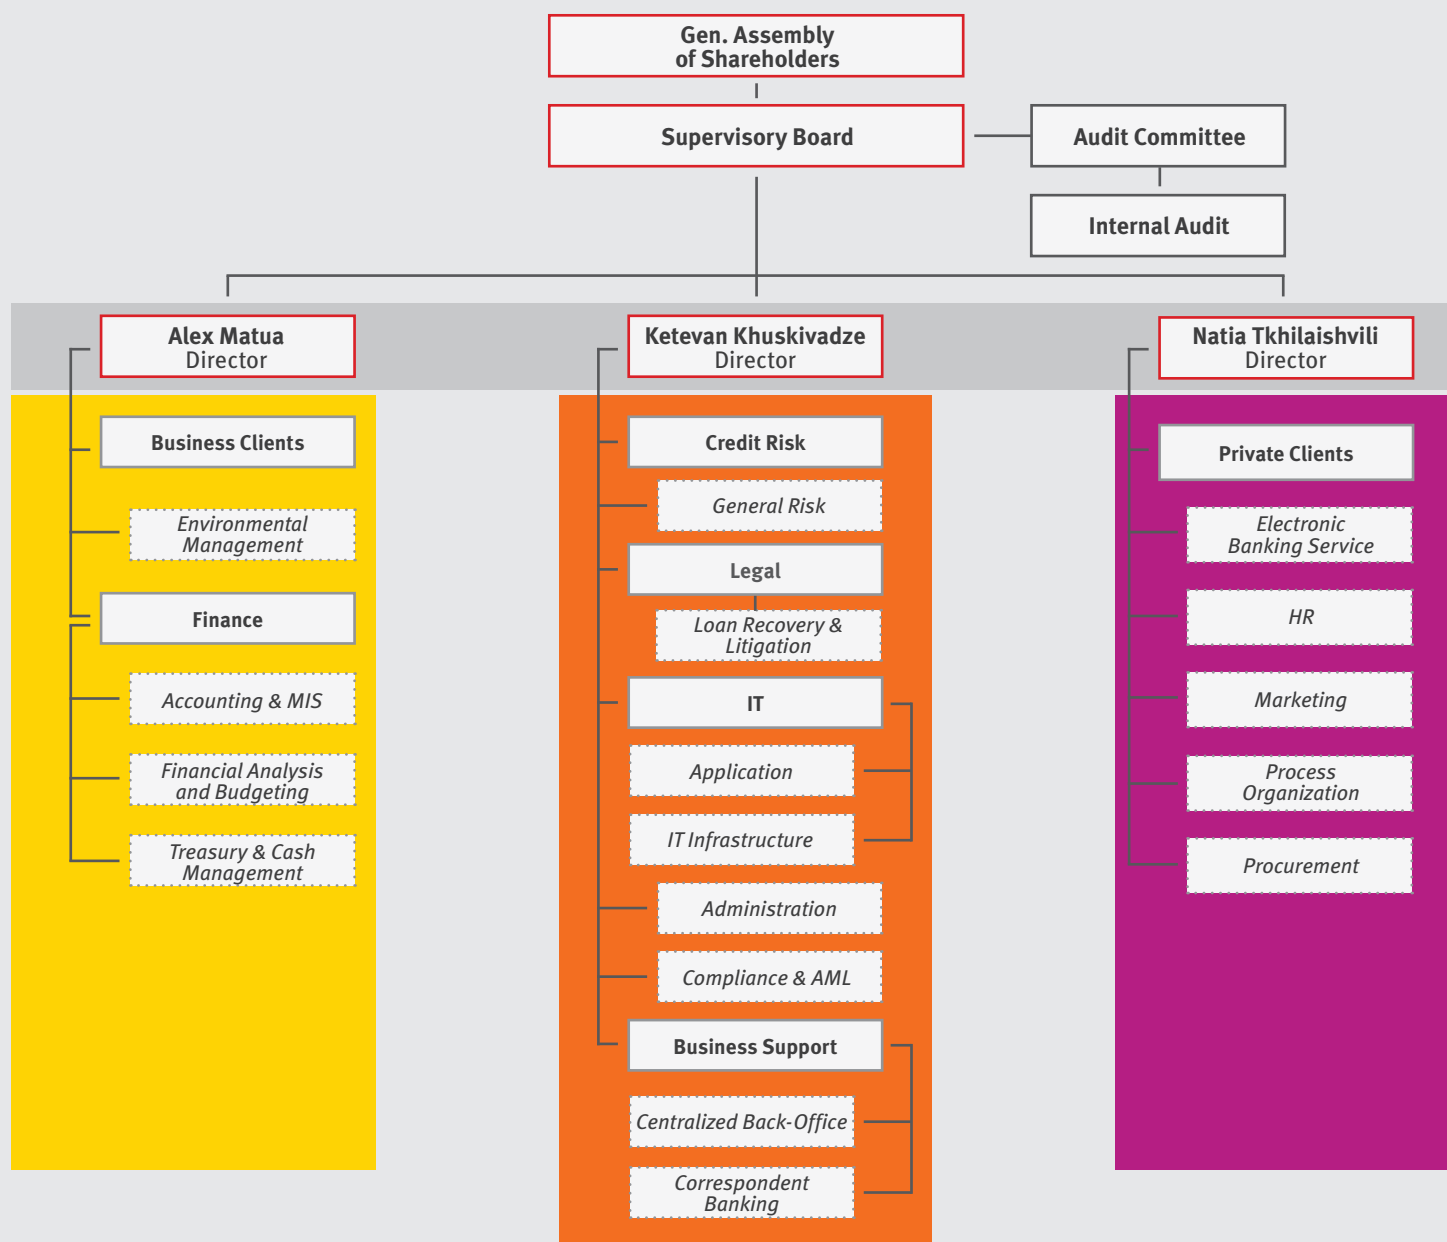 Gen. Assembly
of Shareholders
Supervisory Board
Audit Committee
Internal Audit
Alex Matua
Director
Ketevan Khuskivadze
Director
Natia Tkhilaishvili
Director
Business Clients
Environmental
Management
Finance
Accounting & MIS
Financial Analysis
and Budgeting
Treasury & Cash
Management
Credit Risk
General Risk
Legal
Loan Recovery &
Litigation
IT
Application
IT Infrastructure
Administration
Compliance & AML
Business Support
Centralized Back-Office
Correspondent
Banking
Private Clients
Electronic
Banking Service
HR
Marketing
Process
Organization
Procurement